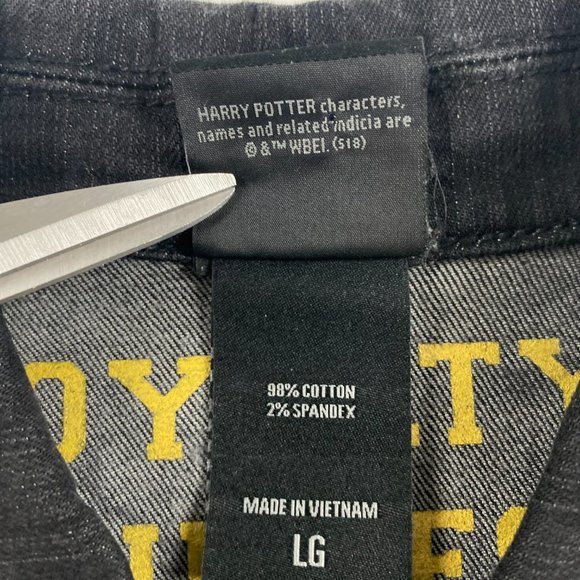 HARRY POTTER characters,
names and related indicia are
© &™ WBEI. (S18)
98% COTTON
2% SPANDEX
MADE IN VIETNAM
LG